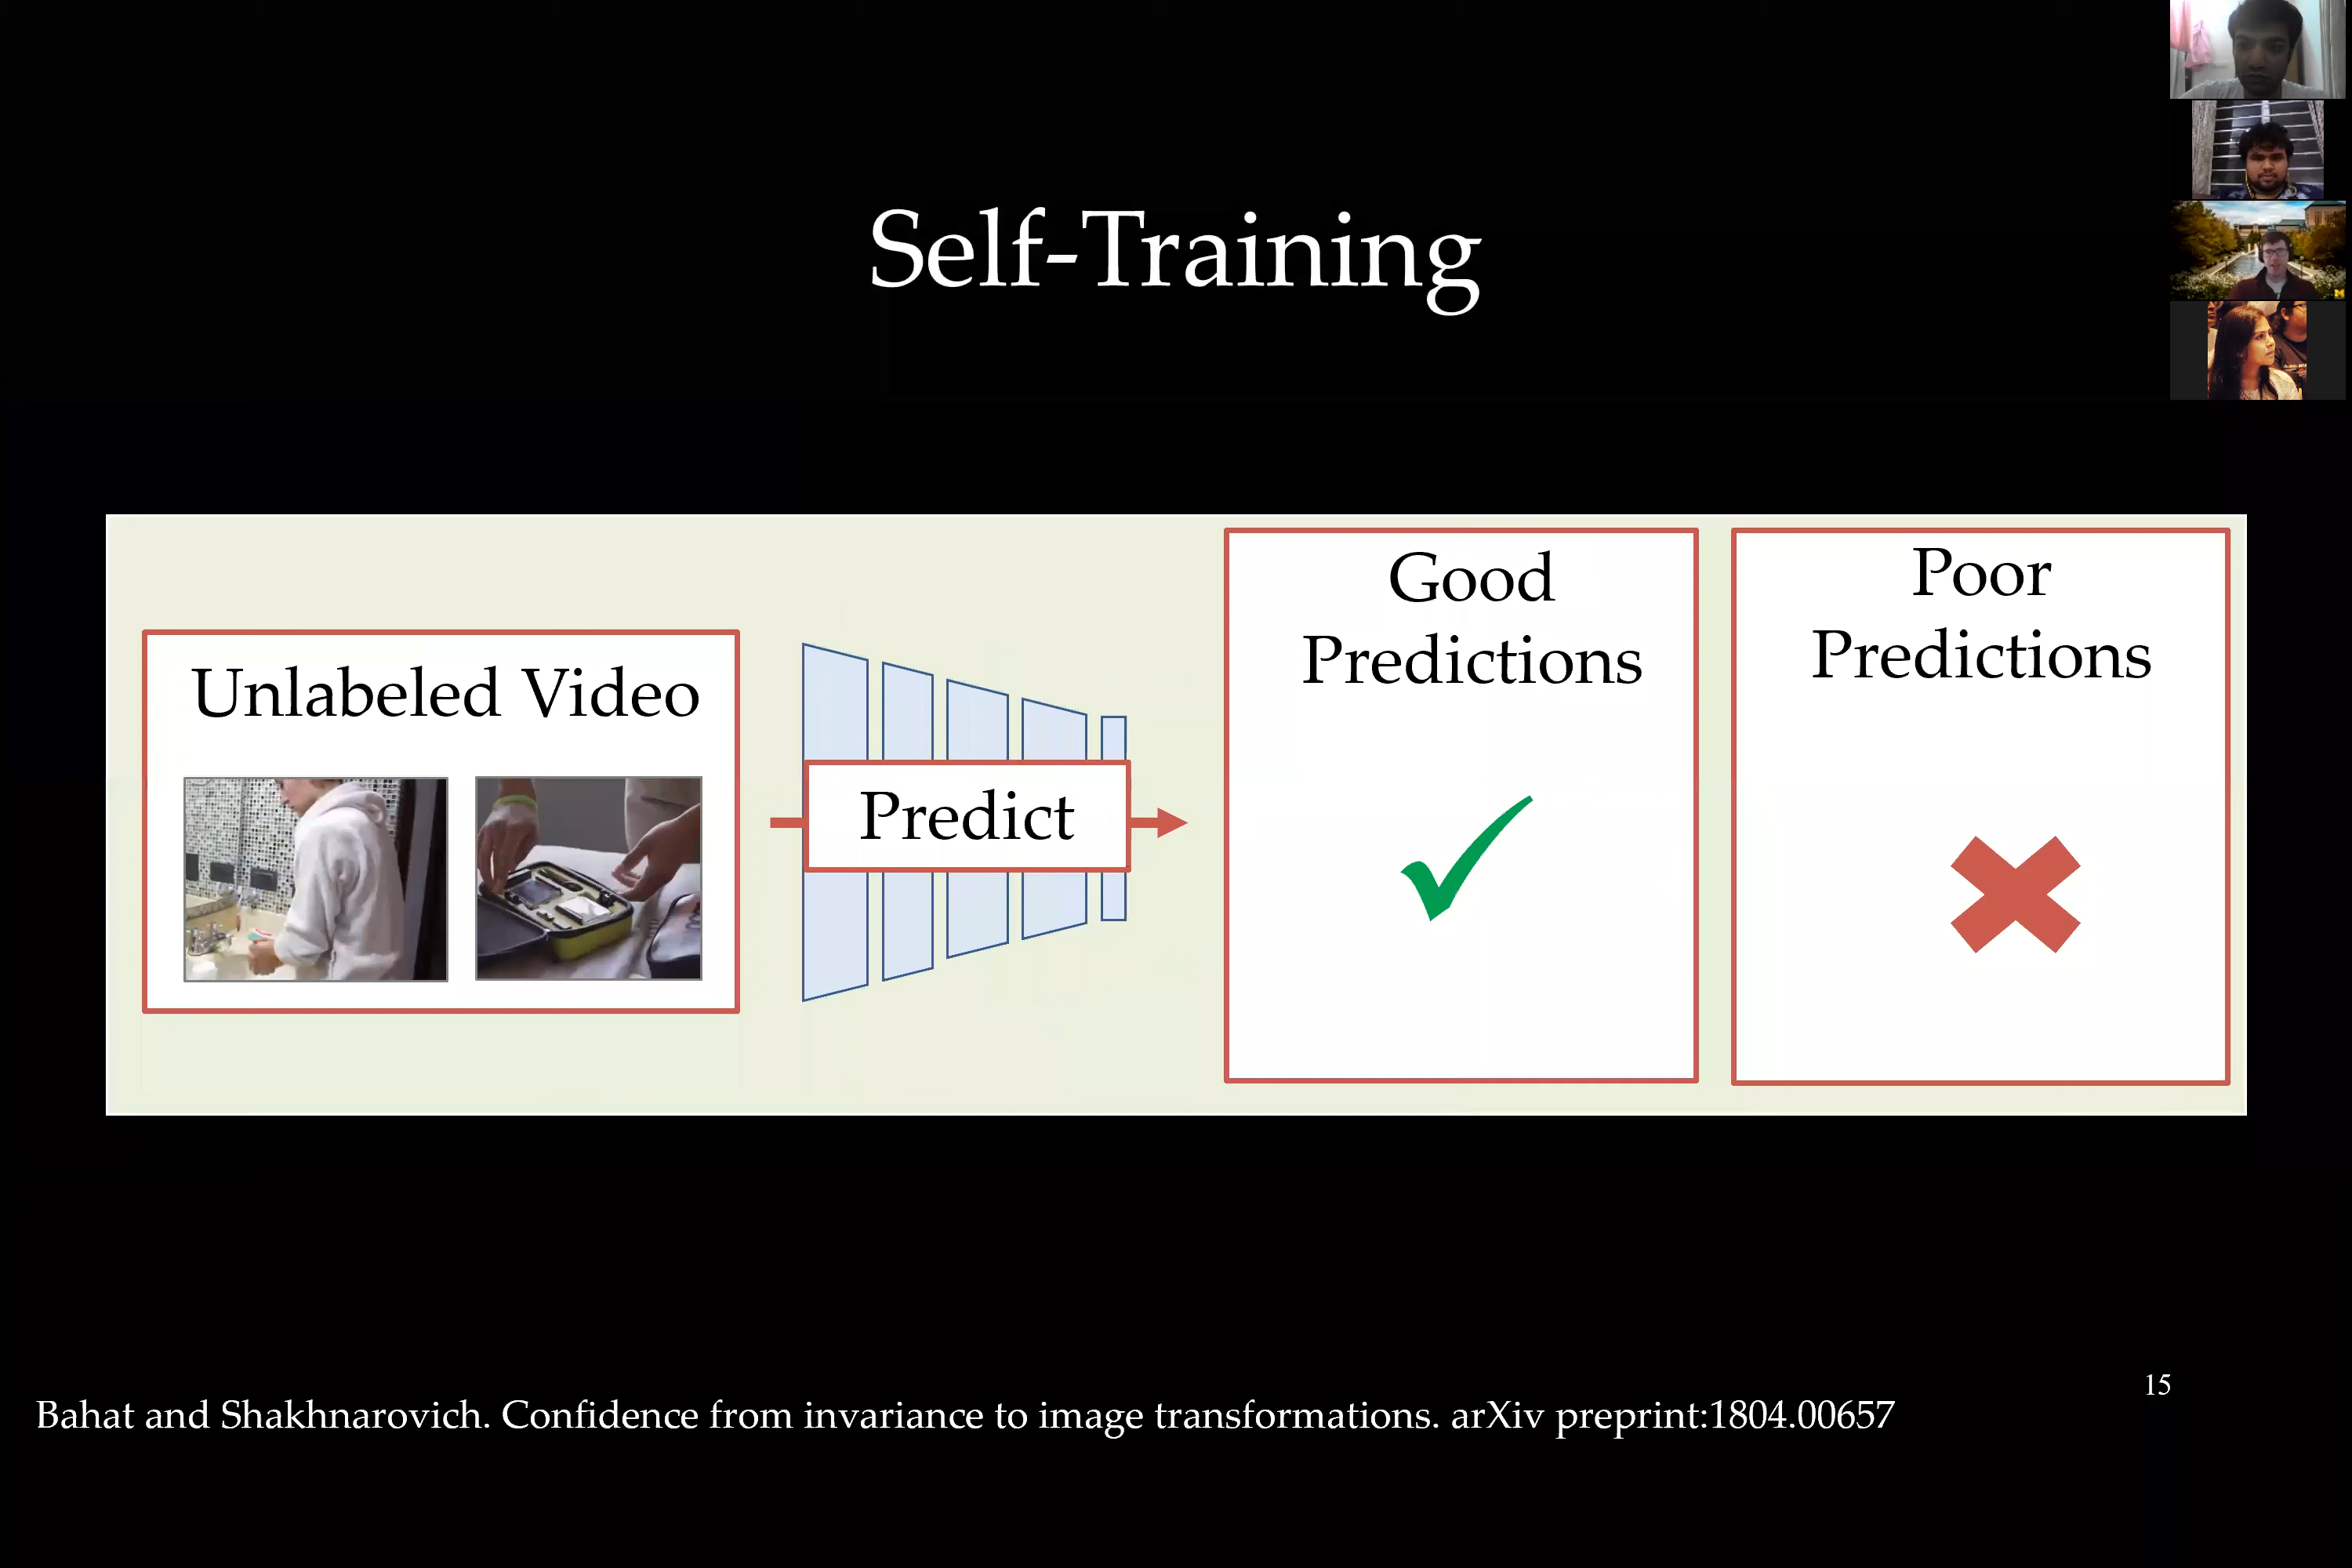 Self-Training
Unlabeled Video
Predict
Good
Predictions
Poor
Predictions
15
Bahat and Shakhnarovich. Confidence from invariance to image transformations. arXiv preprint:1804.00657